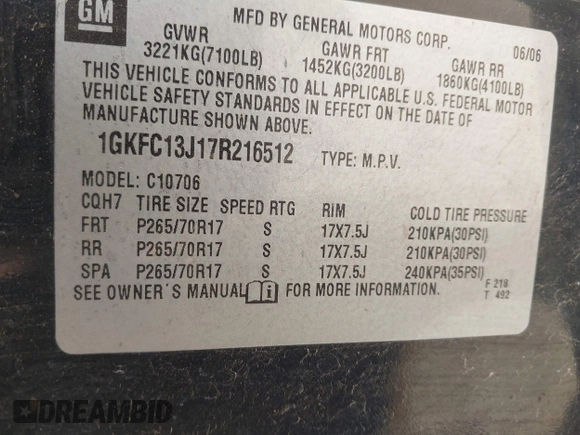 GM
MFD BY GENERAL MOTORS CORP. 06/06
GVWR GAWR FRT GAWR RR
3221KG(7100LB) 1452KG(3200LB) 1860KG(4100LB)
THIS VEHICLE CONFORMS TO ALL APPLICABLE U.S. FEDERAL MOTOR
VEHICLE SAFETY STANDARDS IN EFFECT ON THE DATE OF
MANUFACTURE SHOWN ABOVE.
1GKFC13J17R216512 TYPE: M.P.V.
MODEL: C10706
CQH7 TIRE SIZE SPEED RTG RIM COLD TIRE PRESSURE
FRT P265/70R17 S 17X7.5J 210KPA(30PSI)
RR P265/70R17 S 17X7.5J 210KPA(30PSI)
SPA P265/70R17 S 17X7.5J 240KPA(35PSI)
SEE OWNER'S MANUAL i FOR MORE INFORMATION.
F 218
T 492
DREAMBID